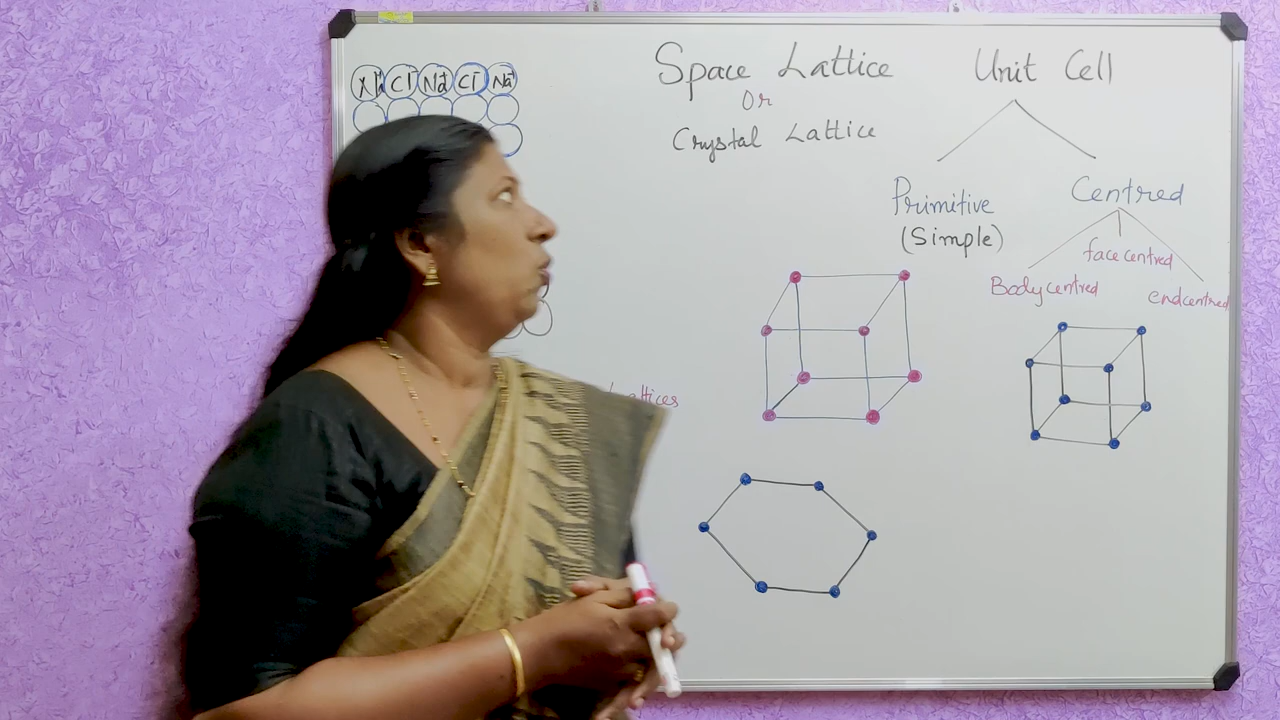 Cl⁻ Na⁺ Cl⁻ Na⁺
Space Lattice
Or
Crystal Lattice
Unit Cell
Primitive
(Simple)
Centred
face centred
Body centred
endcentred